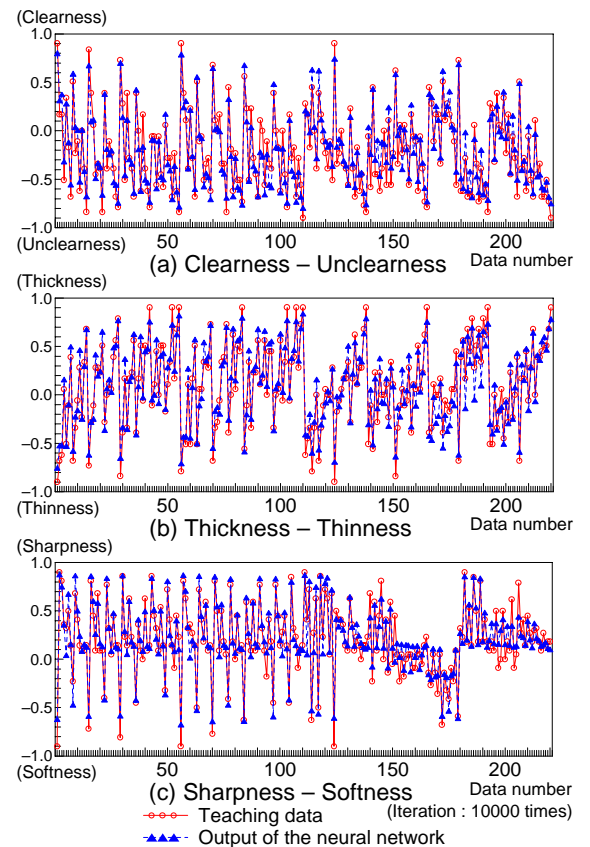 (Clearness)
1.0
0.5
0.0
−0.5
−1.0
(Unclearness)
50
100
150
200
(a) Clearness – Unclearness
Data number
(Thickness)
1.0
0.5
0.0
−0.5
−1.0
(Thinness)
50
100
150
200
(b) Thickness – Thinness
Data number
(Sharpness)
1.0
0.5
0.0
−0.5
−1.0
(Softness)
50
100
150
200
(c) Sharpness – Softness
Data number
(Iteration : 10000 times)
Teaching data
Output of the neural network